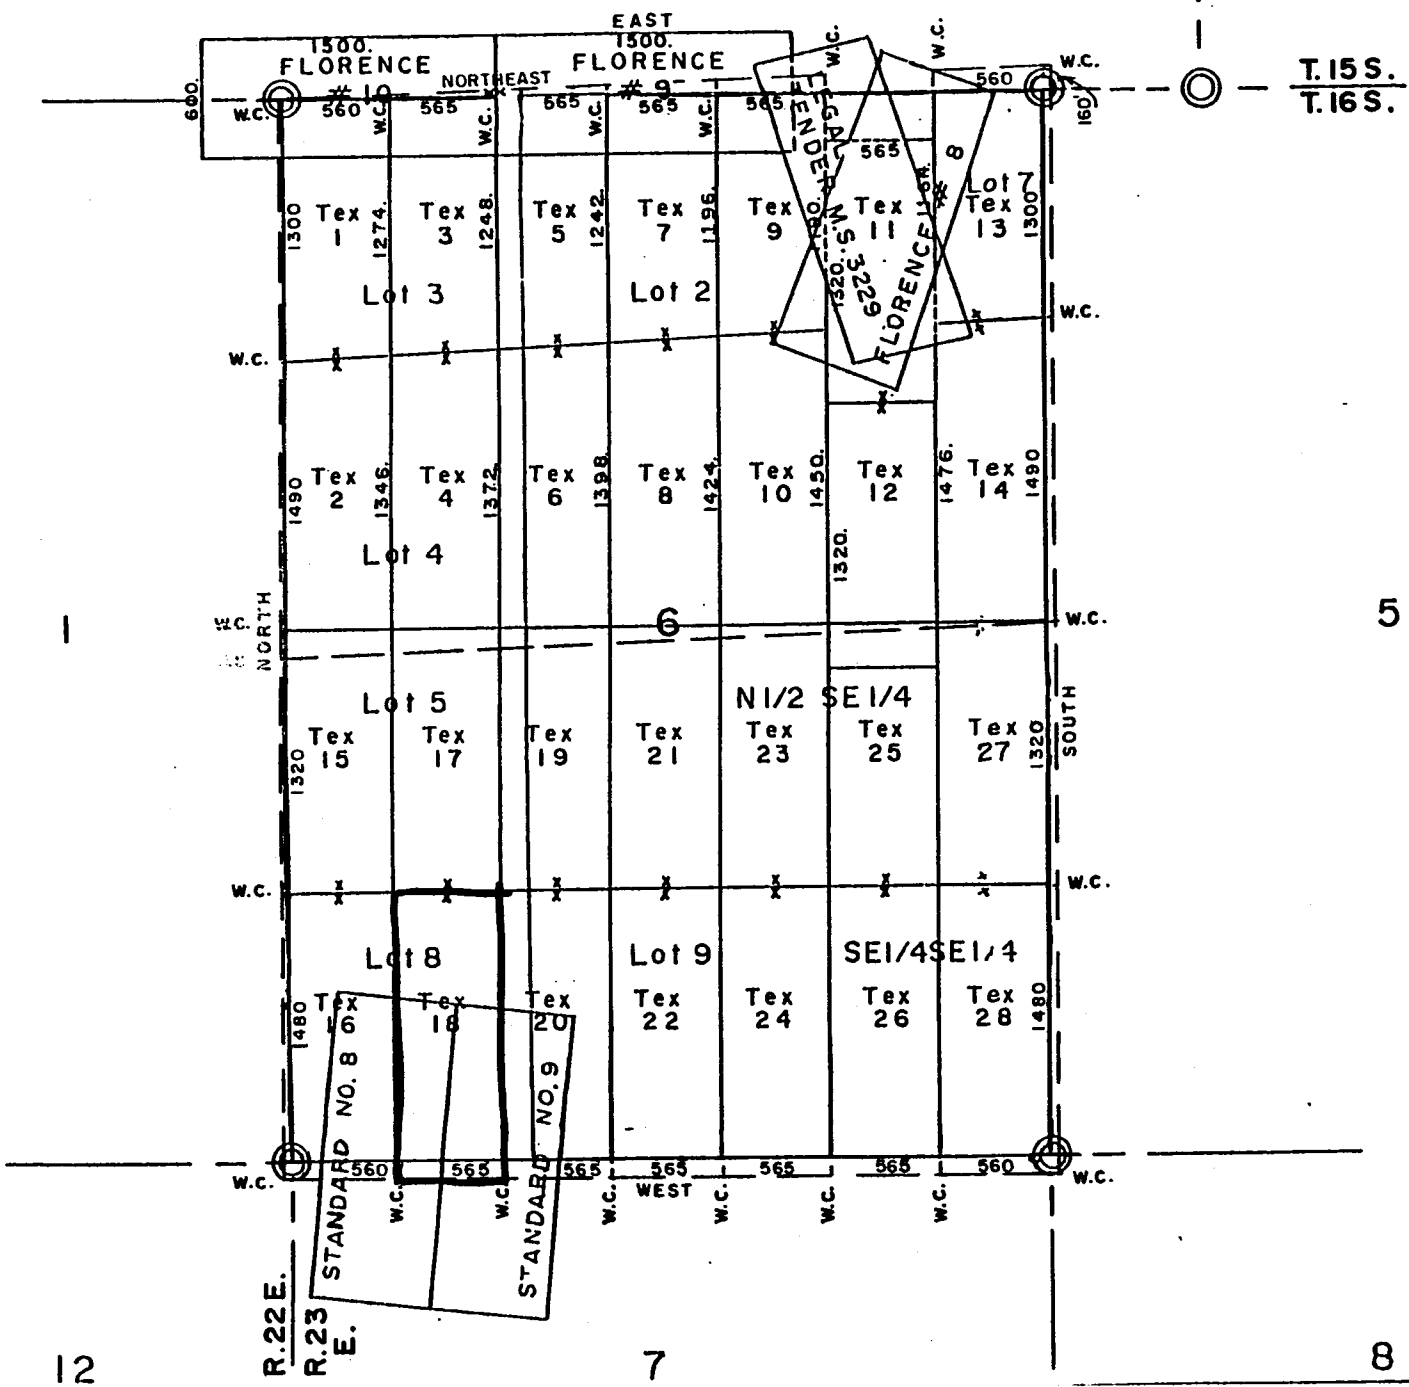 EAST
1500.
FLORENCE
# 10
1500.
FLORENCE
# 9
NORTHEAST
600.
W.C.
W.C.
W.C.
W.C.
W.C.
W.C.
W.C.
W.C.
560
565
565
565
565
560
160
T. 15 S.
T. 16 S.
LEGAL TENDER M.S. 3229
FLORENCE # 8
565
Lot 7
1300
Tex
1
1274.
Tex
3
1248.
Tex
5
1242
Tex
7
1196.
Tex
9
Tex
11
Tex
13
1300
1320.
Lot 3
Lot 2
W.C.
W.C.
1490
Tex
2
1346.
Tex
4
1372.
Tex
6
1398.
Tex
8
1424.
Tex
10
1450.
Tex
12
1476.
Tex
14
1490
1320.
Lot 4
1
W.C.
NORTH
6
W.C.
5
Lot 5
N1/2 SE1/4
1320
Tex
15
Tex
17
Tex
19
Tex
21
Tex
23
Tex
25
Tex
27
1320
SOUTH
W.C.
W.C.
Lot 8
Lot 9
SE1/4SE1/4
1480
Tex
16
Tex
18
Tex
20
Tex
22
Tex
24
Tex
26
Tex
28
1480
STANDARD NO. 8
STANDARD NO. 9
560
565
565
565
565
565
560
W.C.
WEST
W.C.
W.C.
W.C.
W.C.
W.C.
W.C.
W.C.
R.22E.
R.23
E.
12
7
8